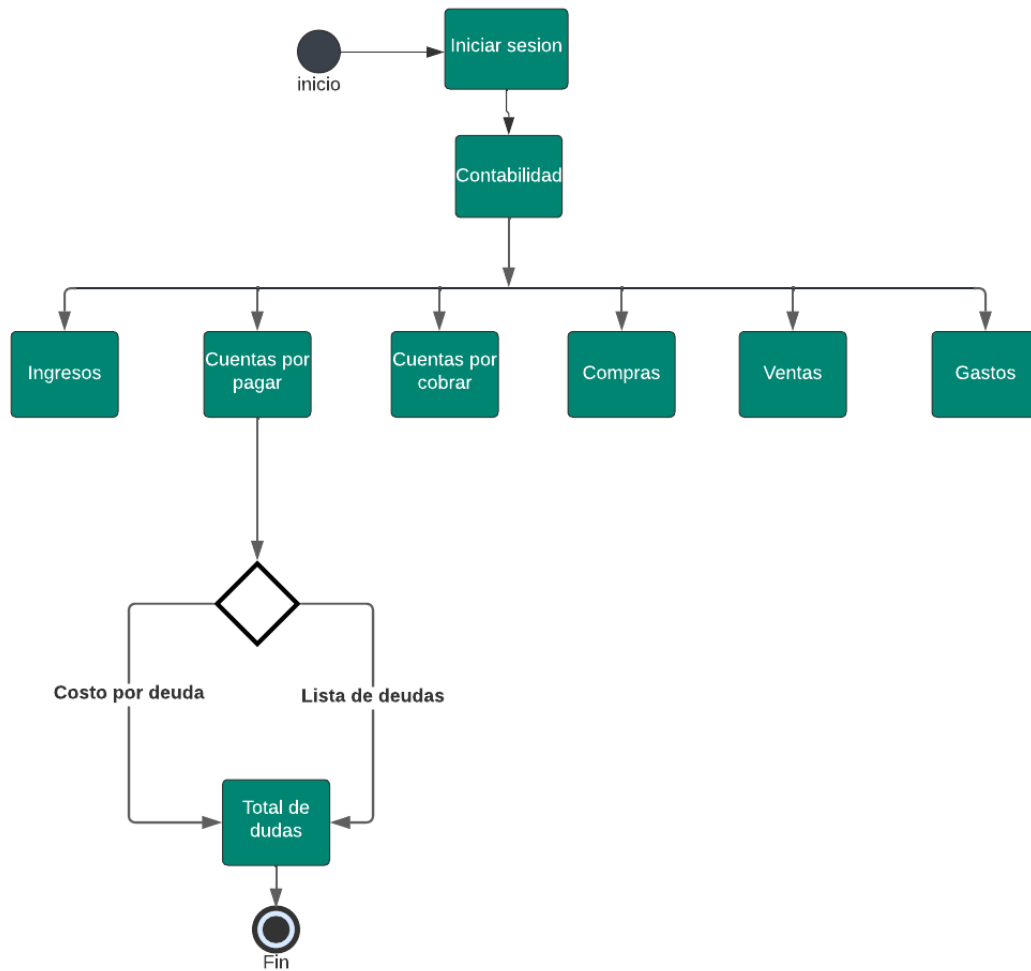 Iniciar sesion
inicio
Contabilidad
Ingresos
Cuentas por
pagar
Cuentas por
cobrar
Compras
Ventas
Gastos
Costo por deuda
Lista de deudas
Total de
dudas
Fin